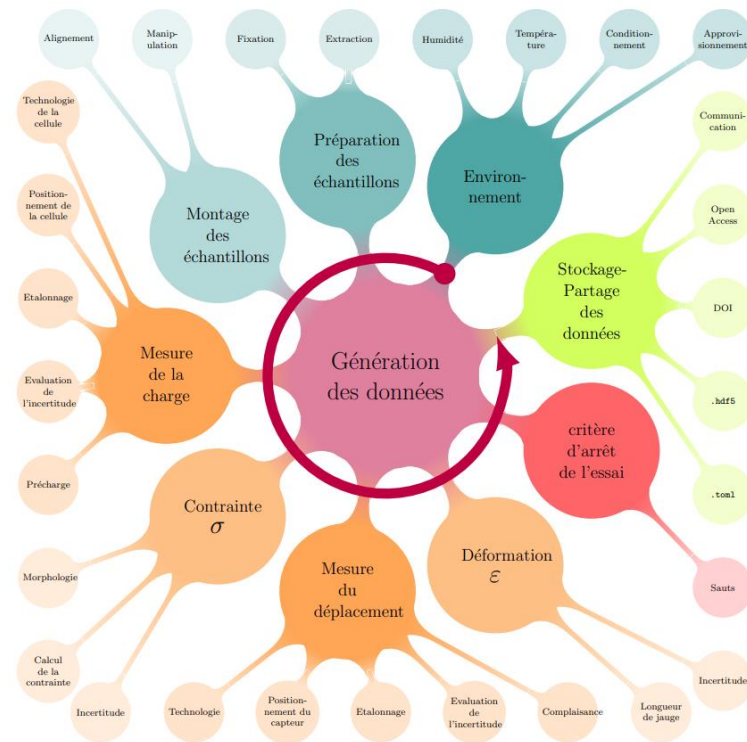 Alignement
Manip-
ulation
Fixation
Extraction
Humidité
Tempéra-
ture
Condition-
nement
Approvi-
sionnement
Technologie
de la
cellule
Position-
nement de
la cellule
Etalonnage
Evaluation
de
l'incertitude
Précharge
Morphologie
Calcul
de la
contrainte
Incertitude
Technologie
Position-
nement du
capteur
Etalonnage
Evaluation
de
l'incertitude
Complaisance
Longueur
de jauge
Incertitude
Sauts
.toml
.hdf5
DOI
Open
Access
Communi-
cation
Montage
des
échantillons
Préparation
des
échantillons
Environ-
nement
Stockage-
Partage
des
données
critère
d'arrêt
de l'essai
Déformation
ε
Mesure
du
déplacement
Contrainte
σ
Mesure
de la
charge
Génération
des données